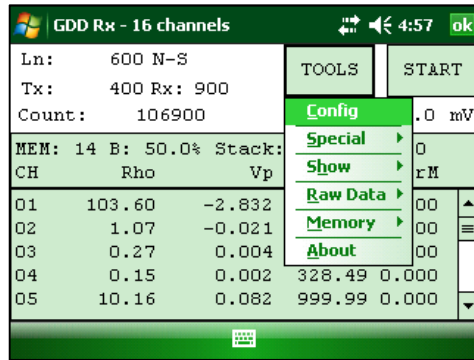 GDD Rx - 16 channels 4:57 ok
Ln: 600 N-S
TOOLS START
Tx: 400 Rx: 900
Count: 106900 .0 mV
Config
Special
Show
Raw Data
Memory
About
MEM: 14 B: 50.0% Stack: 0
CH Rho Vp rM
01 103.60 -2.832 00
02 1.07 -0.021 00
03 0.27 0.004 00
04 0.15 0.002 328.49 0.000
05 10.16 0.082 999.99 0.000